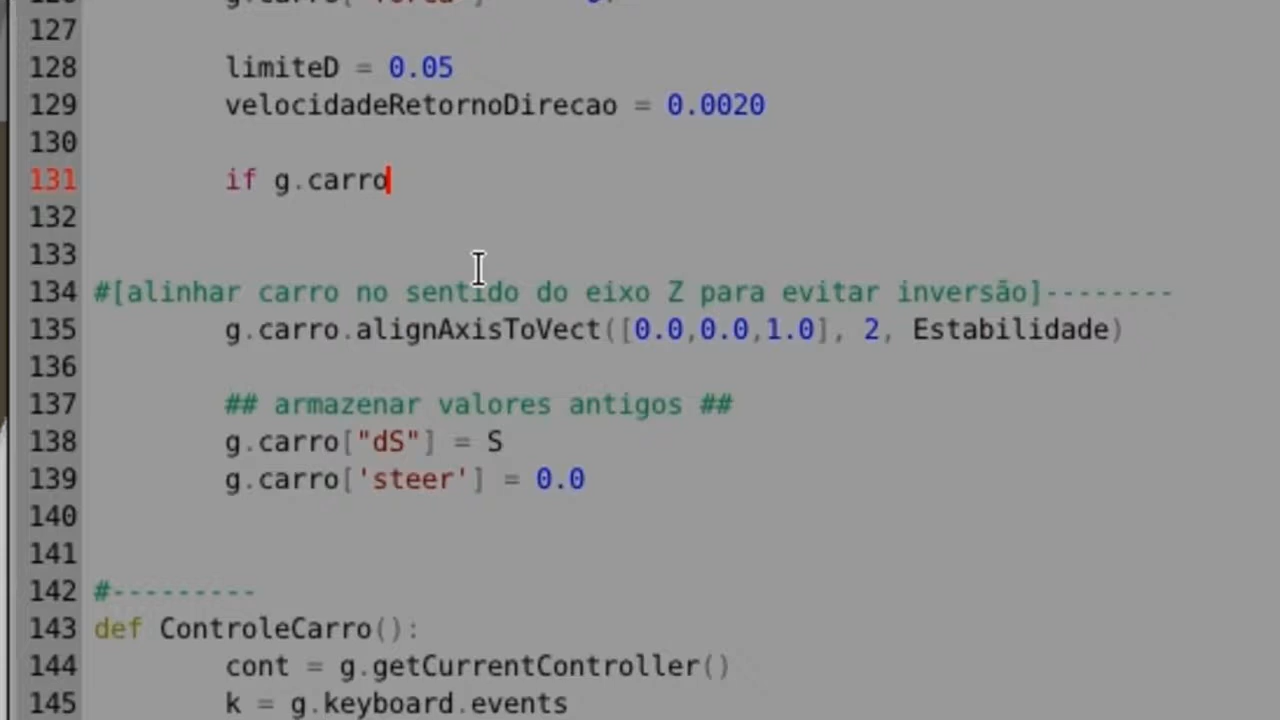 127
128 limiteD = 0.05
129 velocidadeRetornoDirecao = 0.0020
130
131 if g.carro
132
133
134 #[alinhar carro no sentido do eixo Z para evitar inversão]--------
135 g.carro.alignAxisToVect([0.0,0.0,1.0], 2, Estabilidade)
136
137 ## armazenar valores antigos ##
138 g.carro["dS"] = S
139 g.carro['steer'] = 0.0
140
141
142 #---------
143 def ControleCarro():
144 cont = g.getCurrentController()
145 k = g.keyboard.events